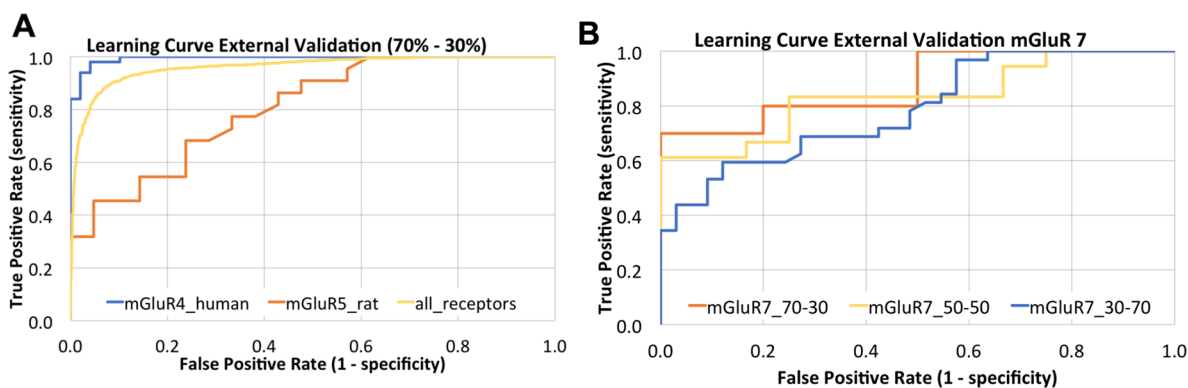 A
Learning Curve External Validation (70% - 30%)
True Positive Rate (sensitivity)
1.0
0.8
0.6
0.4
0.2
0.0
mGluR4_human
mGluR5_rat
all_receptors
0.0
0.2
0.4
0.6
0.8
1.0
False Positive Rate (1 - specificity)
B
Learning Curve External Validation mGluR 7
True Positive Rate (sensitivity)
1.0
0.8
0.6
0.4
0.2
0.0
mGluR7_70-30
mGluR7_50-50
mGluR7_30-70
0.0
0.2
0.4
0.6
0.8
1.0
False Positive Rate (1 - specificity)